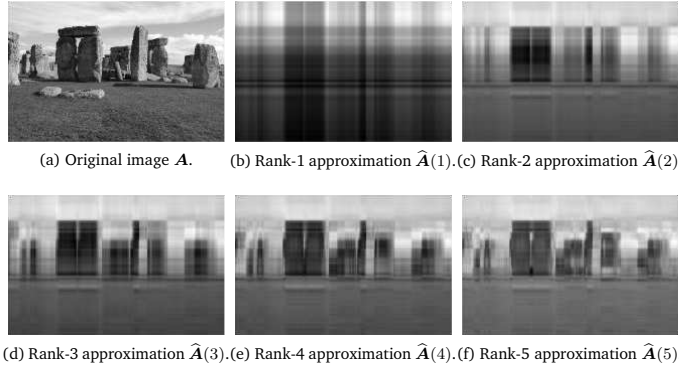 (a) Original image A.
(b) Rank-1 approximation Â(1).
(c) Rank-2 approximation Â(2)
(d) Rank-3 approximation Â(3).
(e) Rank-4 approximation Â(4).
(f) Rank-5 approximation Â(5)